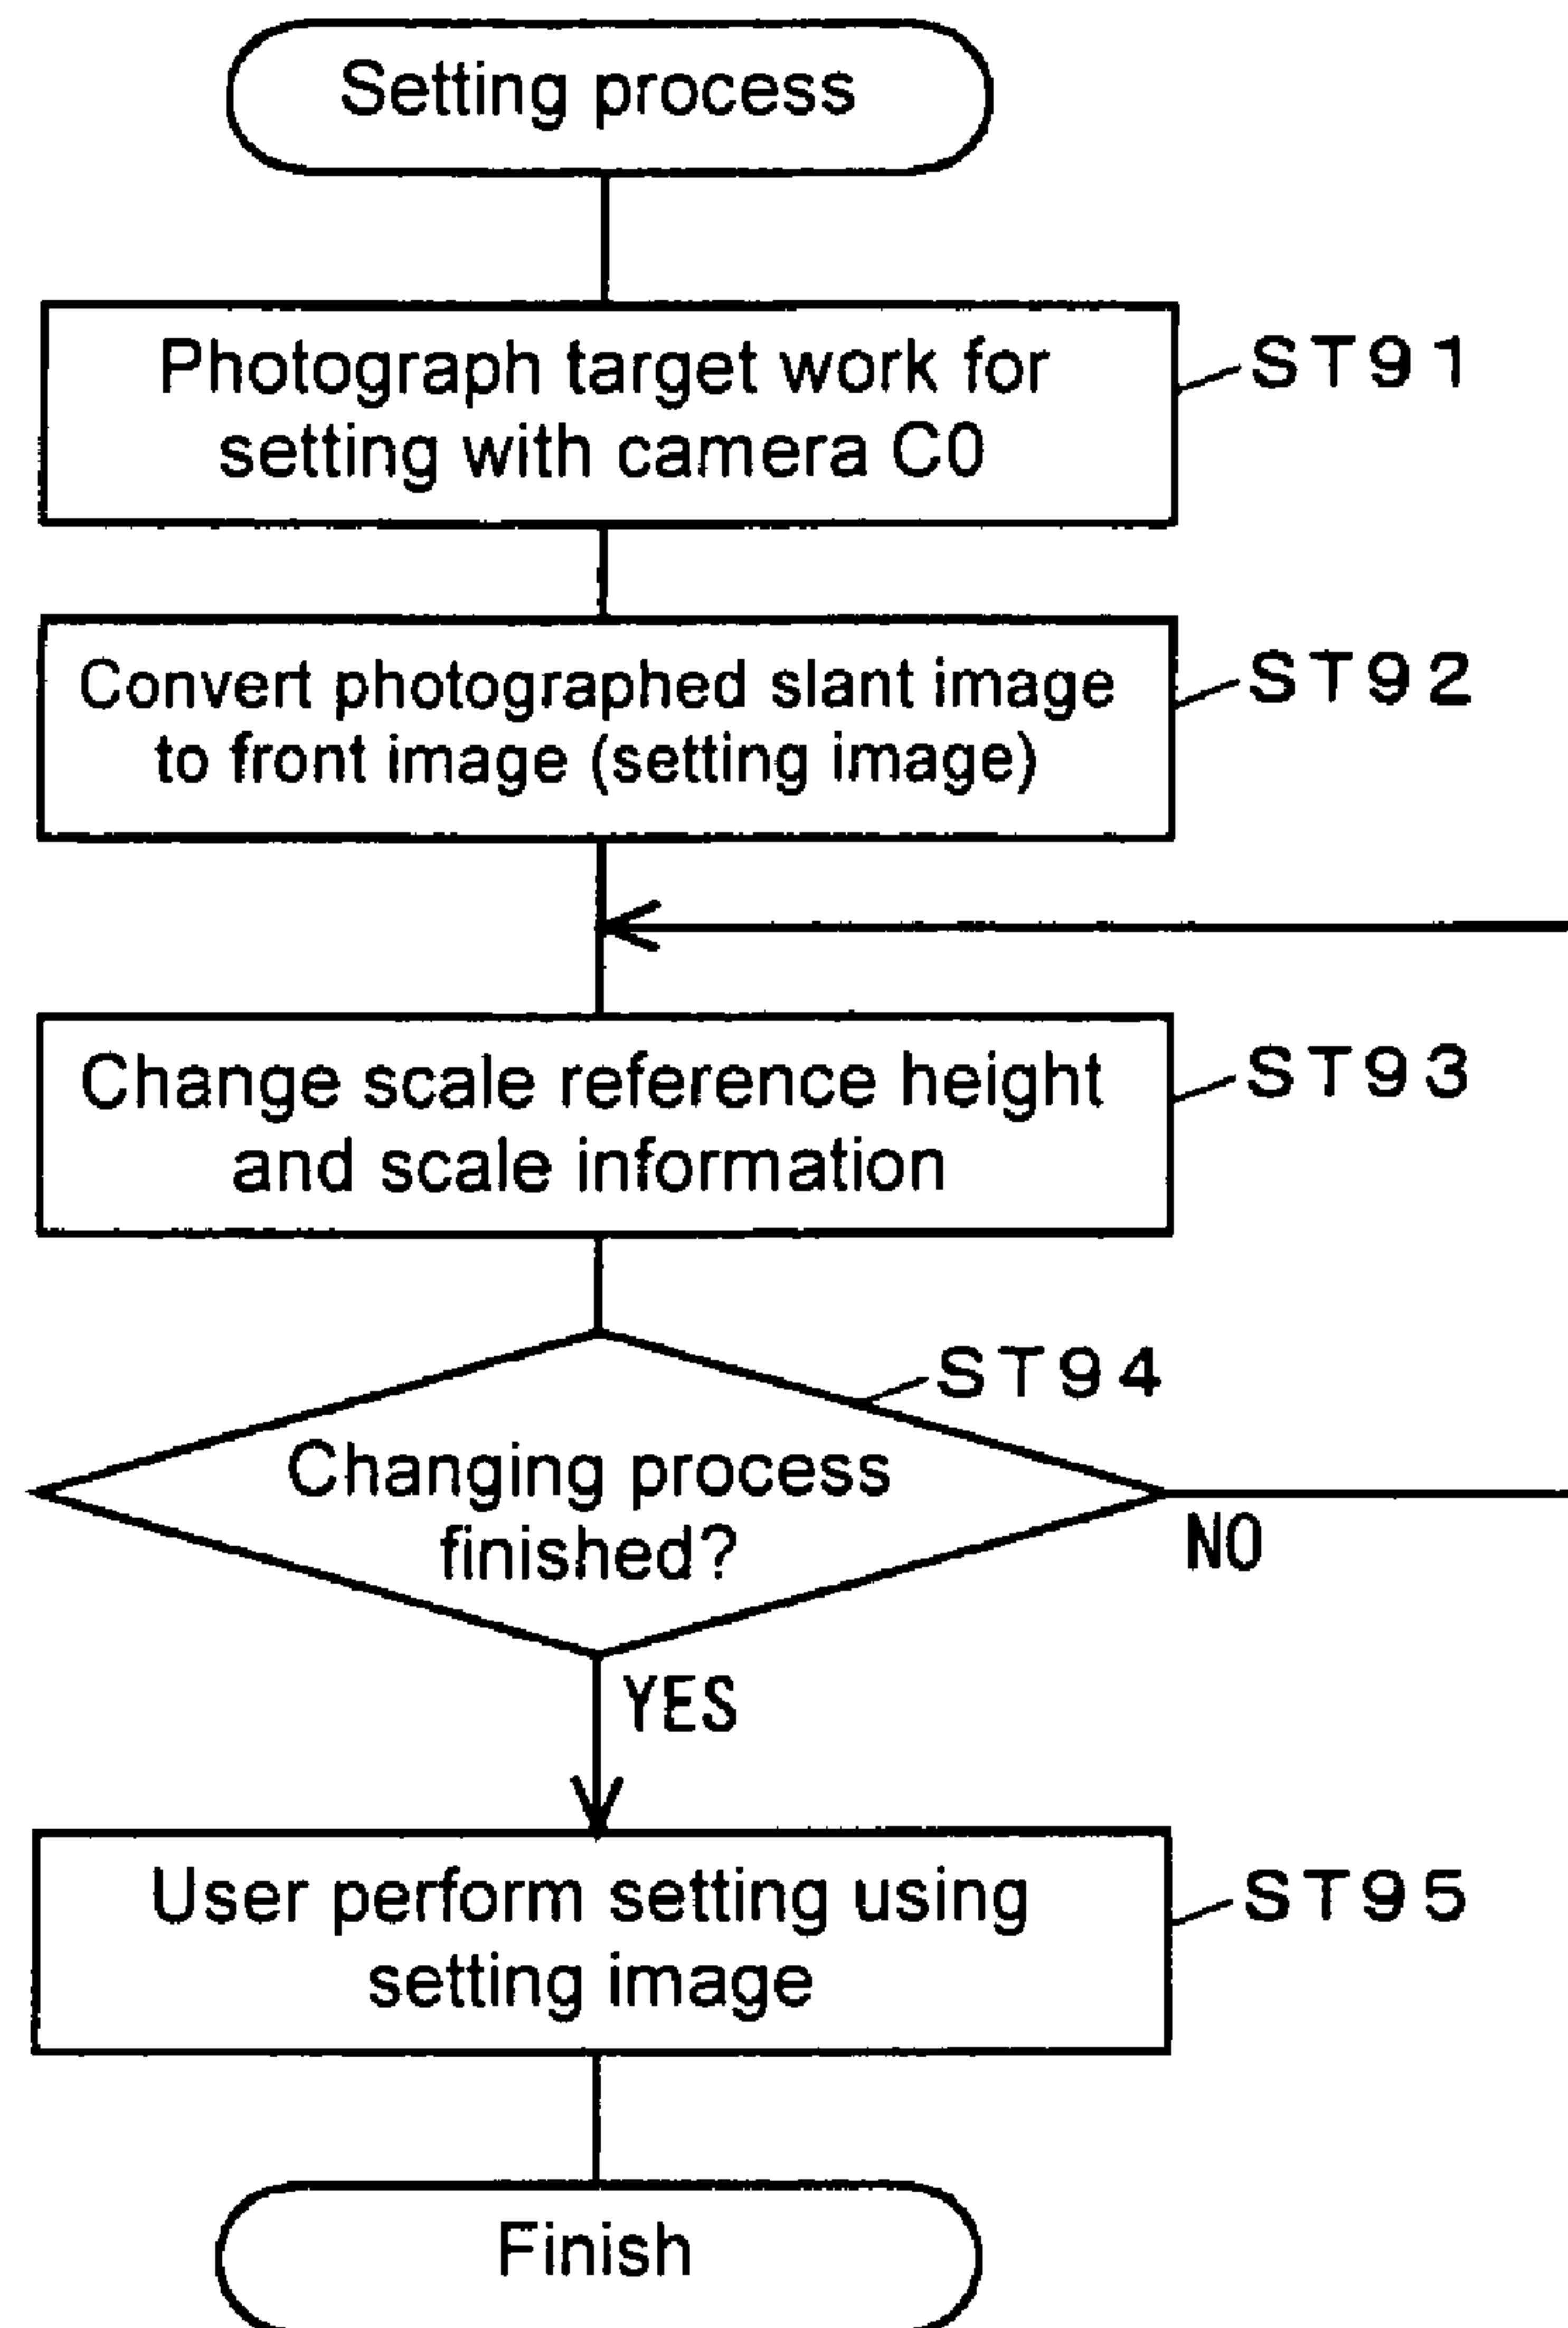 Setting process
Photograph target work for
setting with camera C0
ST91
Convert photographed slant image
to front image (setting image)
ST92
Change scale reference height
and scale information
ST93
ST94
Changing process
finished?
NO
YES
User perform setting using
setting image
ST95
Finish